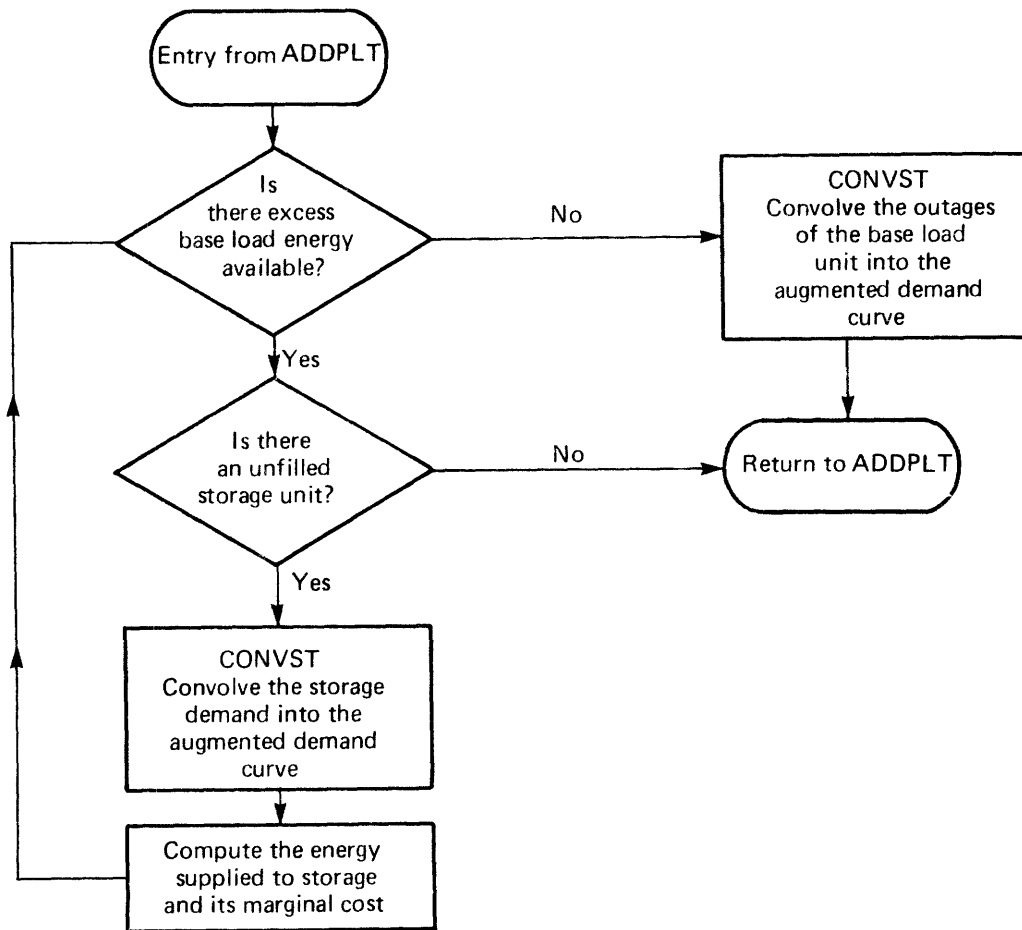 Entry from ADDPLT
Is
there excess
base load energy
available?
No
CONVST
Convolve the outages
of the base load
unit into the
augmented demand
curve
Yes
Is there
an unfilled
storage unit?
No
Return to ADDPLT
Yes
CONVST
Convolve the storage
demand into the
augmented demand
curve
Compute the energy
supplied to storage
and its marginal cost